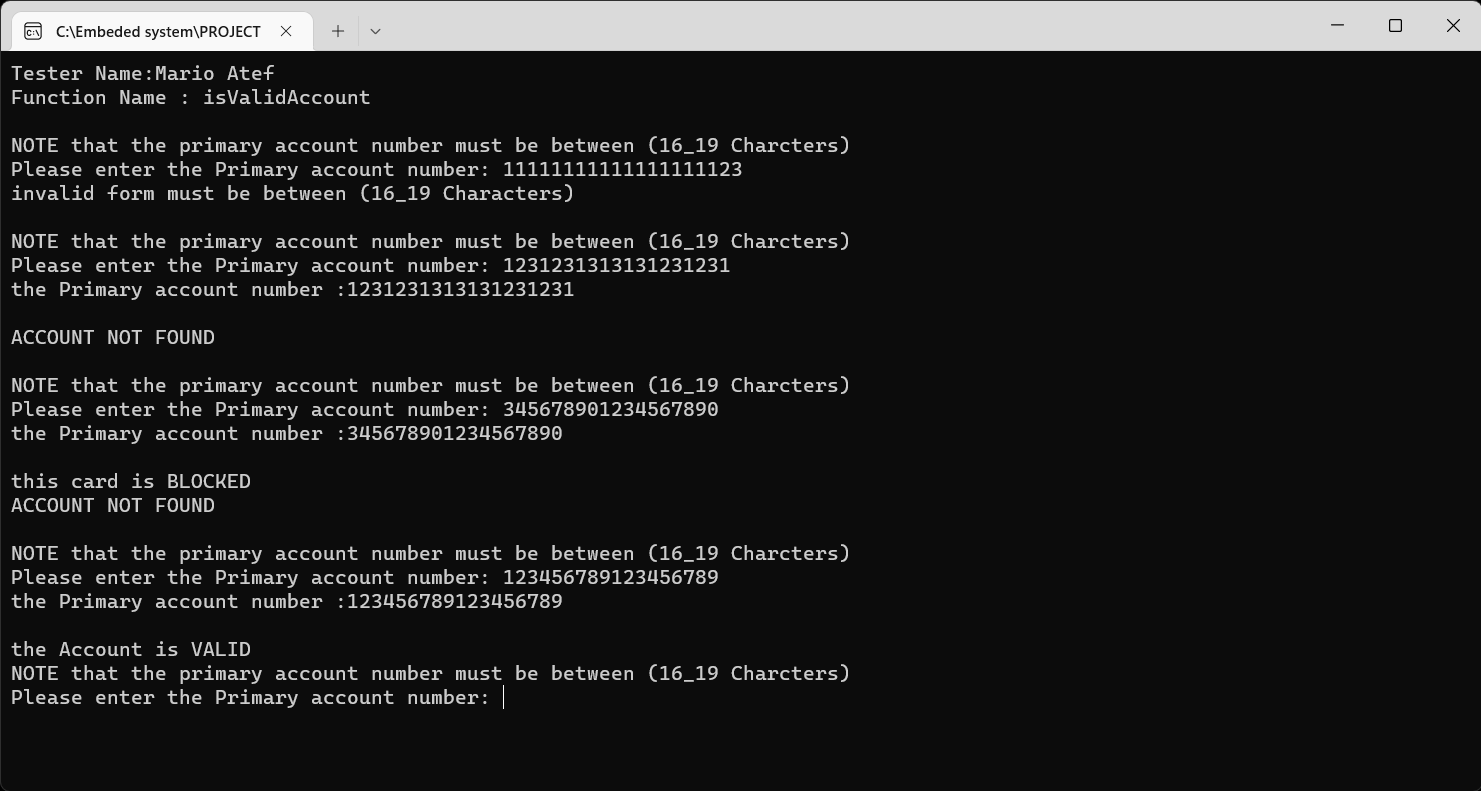 C:\Embeded system\PROJECT
Tester Name:Mario Atef
Function Name : isValidAccount
NOTE that the primary account number must be between (16_19 Charcters)
Please enter the Primary account number: 11111111111111111123
invalid form must be between (16_19 Characters)
NOTE that the primary account number must be between (16_19 Charcters)
Please enter the Primary account number: 1231231313131231231
the Primary account number :1231231313131231231
ACCOUNT NOT FOUND
NOTE that the primary account number must be between (16_19 Charcters)
Please enter the Primary account number: 345678901234567890
the Primary account number :345678901234567890
this card is BLOCKED
ACCOUNT NOT FOUND
NOTE that the primary account number must be between (16_19 Charcters)
Please enter the Primary account number: 123456789123456789
the Primary account number :123456789123456789
the Account is VALID
NOTE that the primary account number must be between (16_19 Charcters)
Please enter the Primary account number: